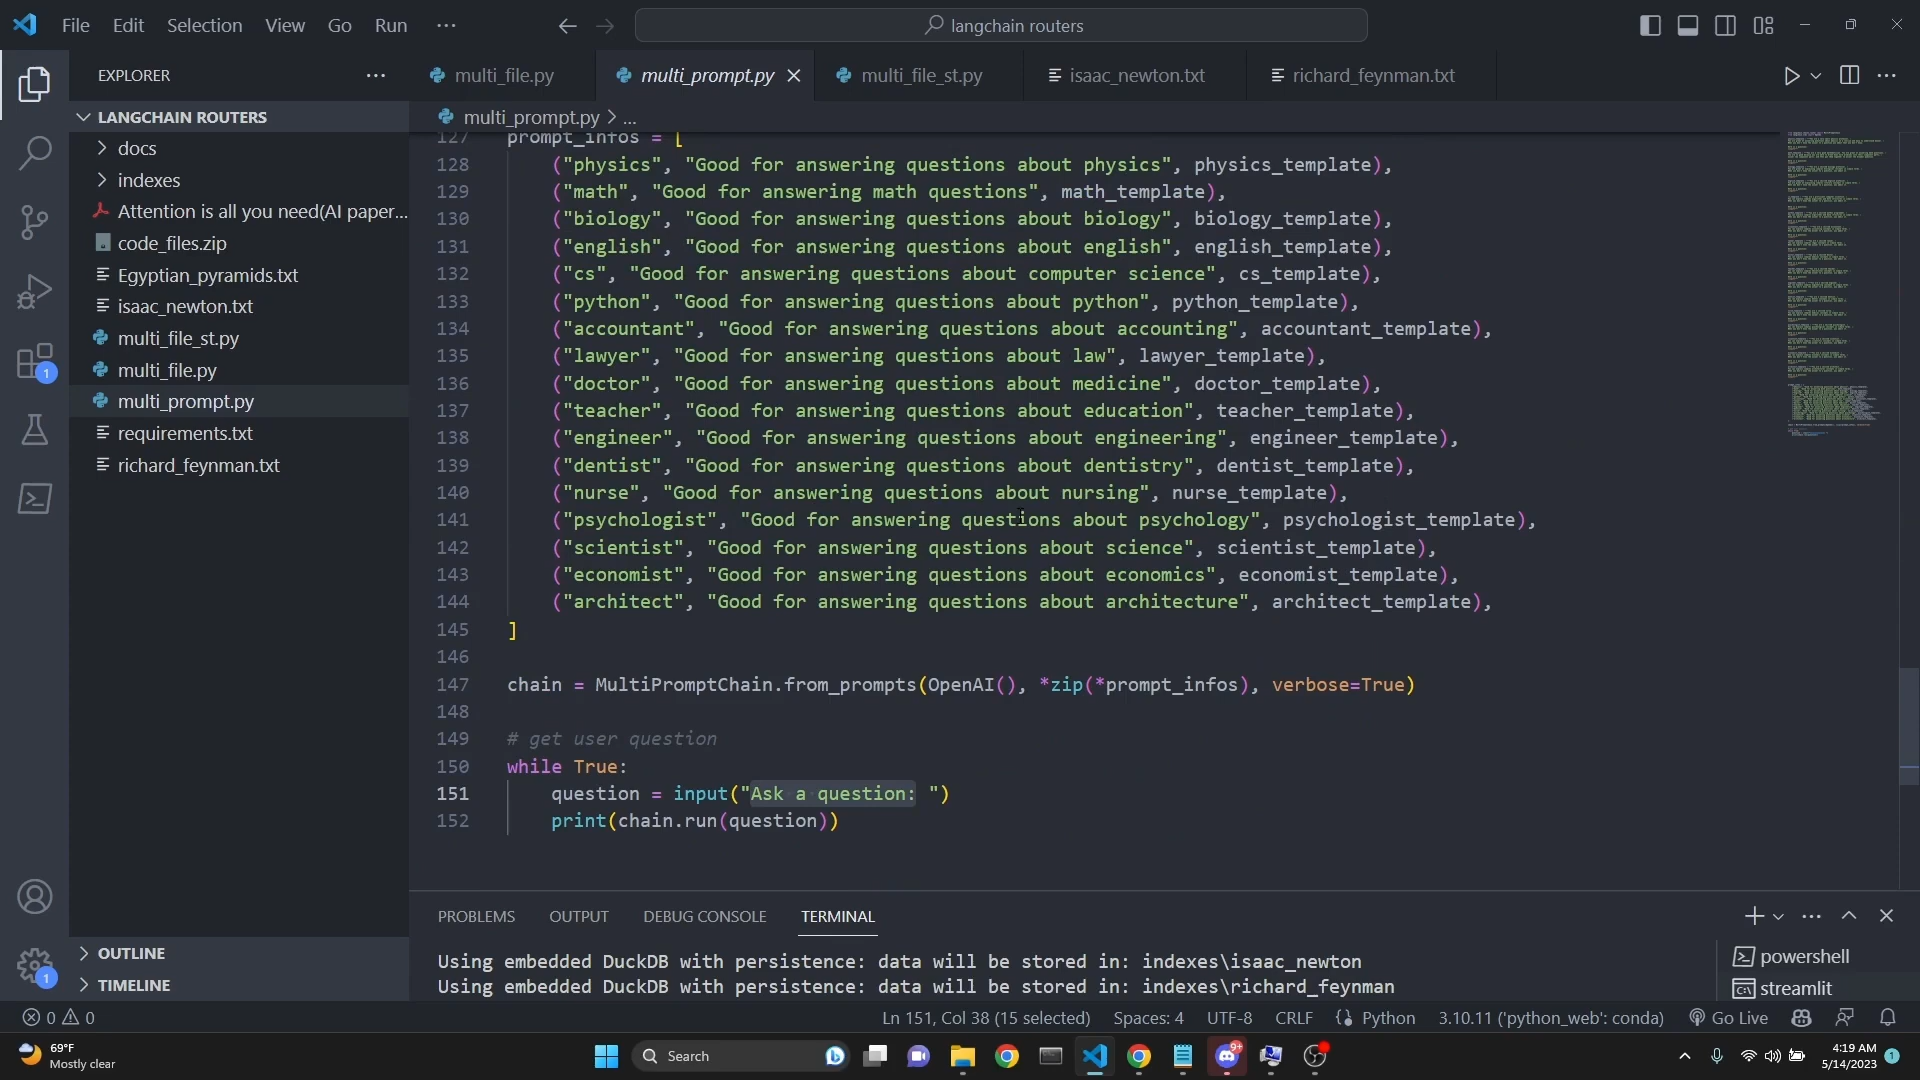 File Edit Selection View Go Run ··· langchain routers
EXPLORER ···
multi_file.py multi_prompt.py multi_file_st.py isaac_newton.txt richard_feynman.txt
LANGCHAIN ROUTERS
docs
indexes
Attention is all you need(AI paper...
code_files.zip
Egyptian_pyramids.txt
isaac_newton.txt
multi_file_st.py
multi_file.py
multi_prompt.py
requirements.txt
richard_feynman.txt
OUTLINE
TIMELINE
1
1
multi_prompt.py > ...
127 prompt_infos = [
128 ("physics", "Good for answering questions about physics", physics_template),
129 ("math", "Good for answering math questions", math_template),
130 ("biology", "Good for answering questions about biology", biology_template),
131 ("english", "Good for answering questions about english", english_template),
132 ("cs", "Good for answering questions about computer science", cs_template),
133 ("python", "Good for answering questions about python", python_template),
134 ("accountant", "Good for answering questions about accounting", accountant_template),
135 ("lawyer", "Good for answering questions about law", lawyer_template),
136 ("doctor", "Good for answering questions about medicine", doctor_template),
137 ("teacher", "Good for answering questions about education", teacher_template),
138 ("engineer", "Good for answering questions about engineering", engineer_template),
139 ("dentist", "Good for answering questions about dentistry", dentist_template),
140 ("nurse", "Good for answering questions about nursing", nurse_template),
141 ("psychologist", "Good for answering questions about psychology", psychologist_template),
142 ("scientist", "Good for answering questions about science", scientist_template),
143 ("economist", "Good for answering questions about economics", economist_template),
144 ("architect", "Good for answering questions about architecture", architect_template),
145 ]
146
147 chain = MultiPromptChain.from_prompts(OpenAI(), *zip(*prompt_infos), verbose=True)
148
149 # get user question
150 while True:
151 question = input("Ask a question: ")
152 print(chain.run(question))
PROBLEMS OUTPUT DEBUG CONSOLE TERMINAL
Using embedded DuckDB with persistence: data will be stored in: indexes\isaac_newton
Using embedded DuckDB with persistence: data will be stored in: indexes\richard_feynman
powershell
streamlit
0 0 Ln 151, Col 38 (15 selected) Spaces: 4 UTF-8 CRLF Python 3.10.11 ('python_web': conda) Go Live
69°F
Mostly clear
Search
9+
4:19 AM
5/14/2023
1